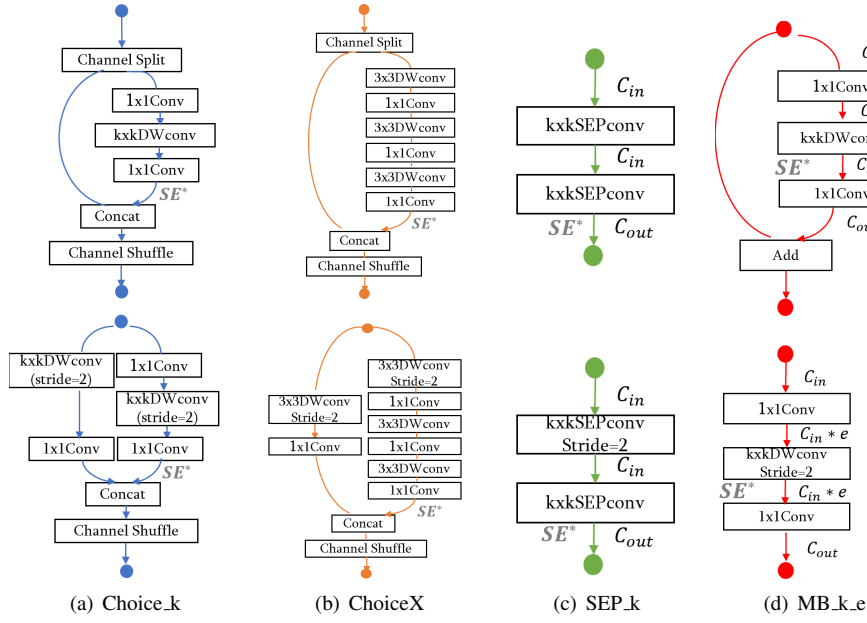 Channel Split
1x1Conv
kxkDWconv
1x1Conv
SE*
Concat
Channel Shuffle
kxkDWconv
(stride=2)
1x1Conv
kxkDWconv
(stride=2)
1x1Conv
1x1Conv
SE*
Concat
Channel Shuffle
(a) Choice_k
Channel Split
3x3DWconv
1x1Conv
3x3DWconv
1x1Conv
3x3DWconv
1x1Conv
SE*
Concat
Channel Shuffle
3x3DWconv
Stride=2
1x1Conv
3x3DWconv
Stride=2
1x1Conv
3x3DWconv
1x1Conv
3x3DWconv
1x1Conv
SE*
Concat
Channel Shuffle
(b) ChoiceX
C_in
kxkSEPconv
C_in
kxkSEPconv
SE*
C_out
kxkSEPconv
Stride=2
C_in
C_in
kxkSEPconv
SE*
C_out
(c) SEP_k
C
1x1Conv
C
kxkDWcon
SE*
C
1x1Conv
C_out
Add
C_in
1x1Conv
C_in * e
kxkDWconv
Stride=2
SE*
C_in * e
1x1Conv
C_out
(d) MB_k_e